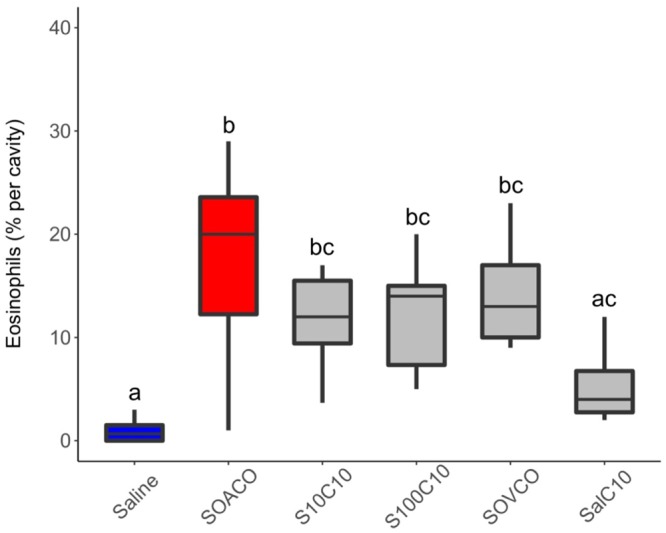 40
30
20
10
0
Eosinophils (% per cavity)
a
b
bc
bc
bc
ac
Saline
SOACO
S10C10
S100C10
SOVCO
SalC10